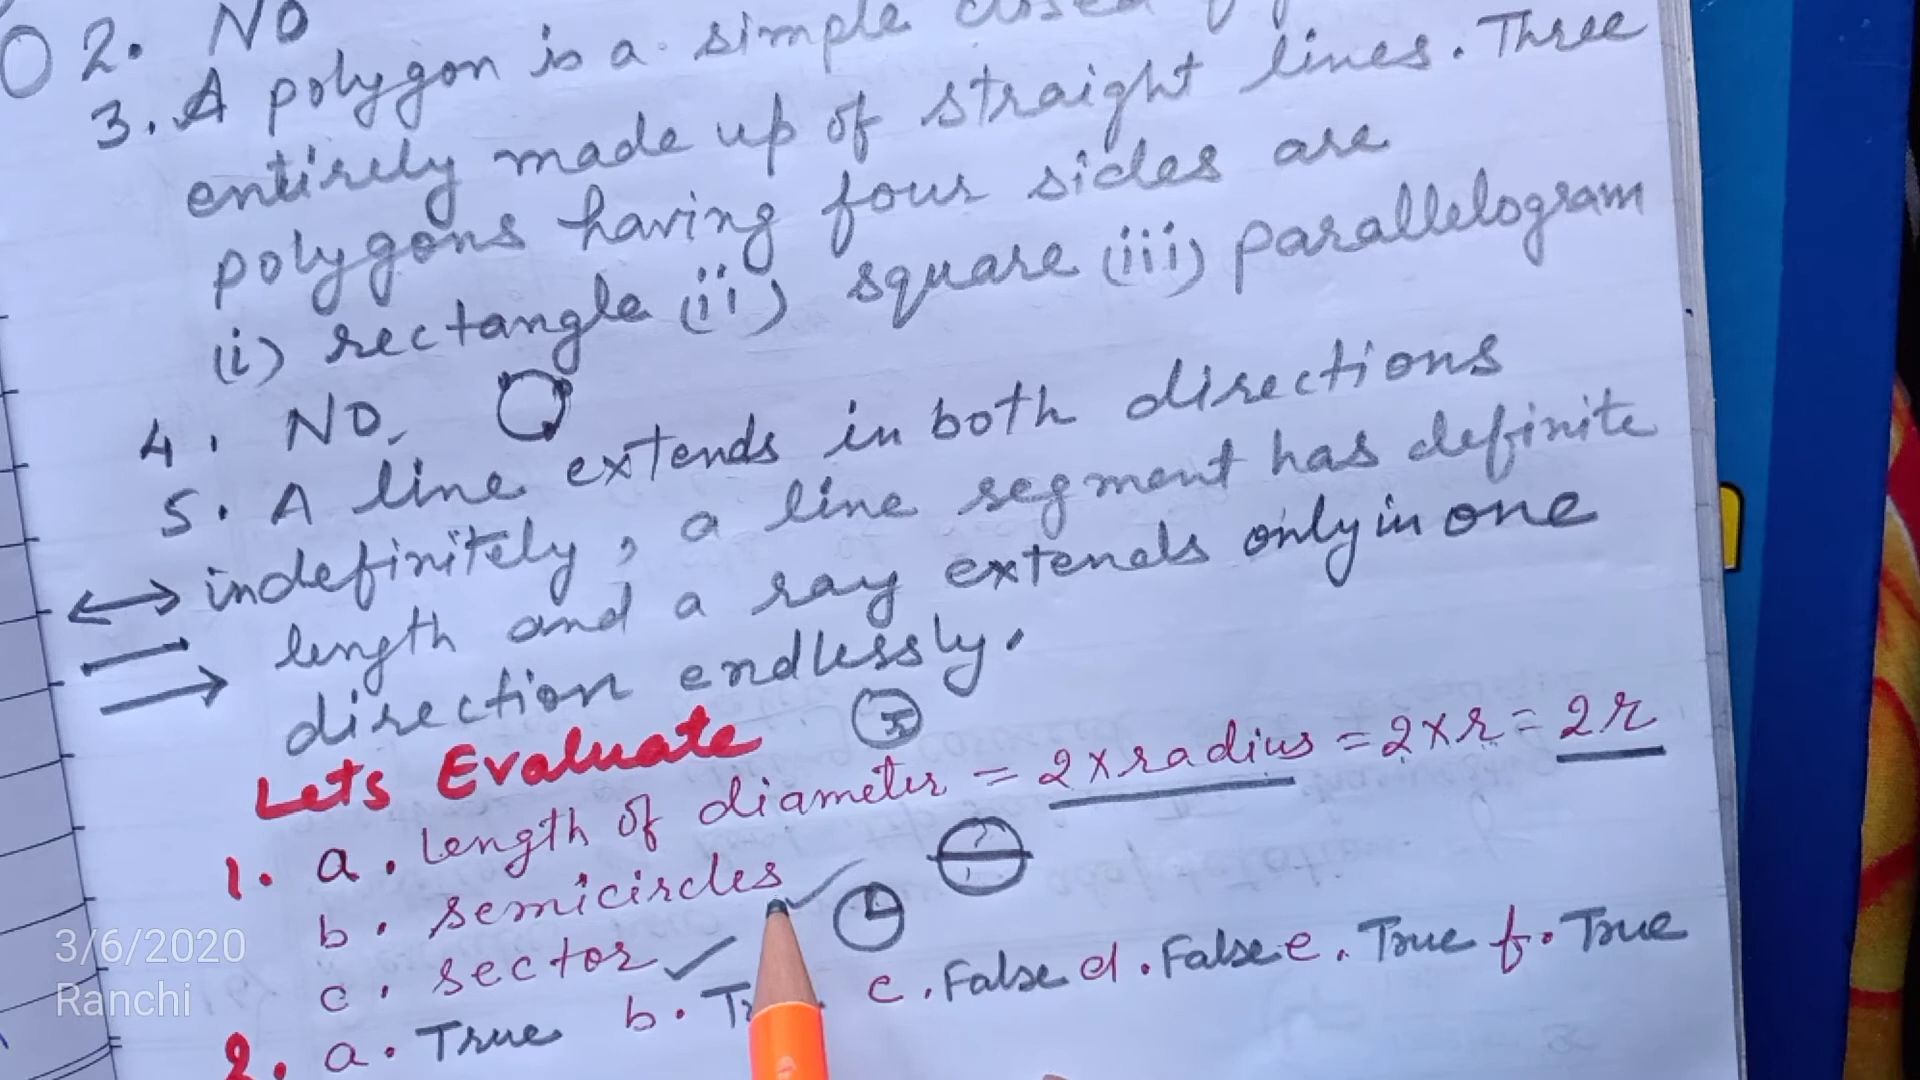 2. NO
3. A polygon is a simple closed
entirely made up of straight lines. Three
polygons having four sides are
(i) rectangle (ii) square (iii) parallelogram
4. NO.
5. A line extends in both directions
indefinitely, a line segment has definite
length and a ray extends only in one
direction endlessly.
Lets Evaluate
1. a. length of diameter = 2×radius = 2×r = 2r
b. semicircles
c. sector
2. a. True b. c. False d. False e. True f. True
3/6/2020
Ranchi